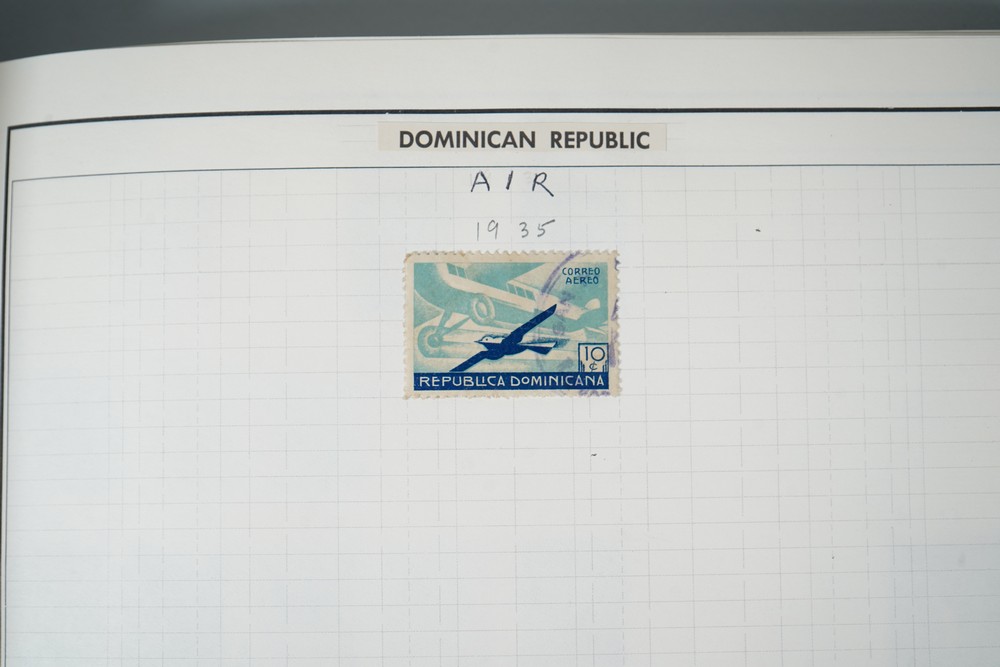 DOMINICAN REPUBLIC
AIR
1935
CORREO
AEREO
10
¢
REPUBLICA DOMINICANA